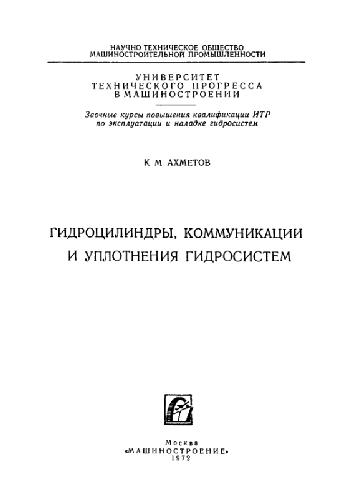 НАУЧНО ТЕХНИЧЕСКОЕ ОБЩЕСТВО
МАШИНОСТРОИТЕЛЬНОЙ ПРОМЫШЛЕННОСТИ
УНИВЕРСИТЕТ
ТЕХНИЧЕСКОГО ПРОГРЕССА
В МАШИНОСТРОЕНИИ
Заочные курсы повышения квалификации ИТР
по эксплуатации и наладке гидросистем
К. М. АХМЕТОВ
ГИДРОЦИЛИНДРЫ, КОММУНИКАЦИИ
И УПЛОТНЕНИЯ ГИДРОСИСТЕМ
Москва
«МАШИНОСТРОЕНИЕ»
1972